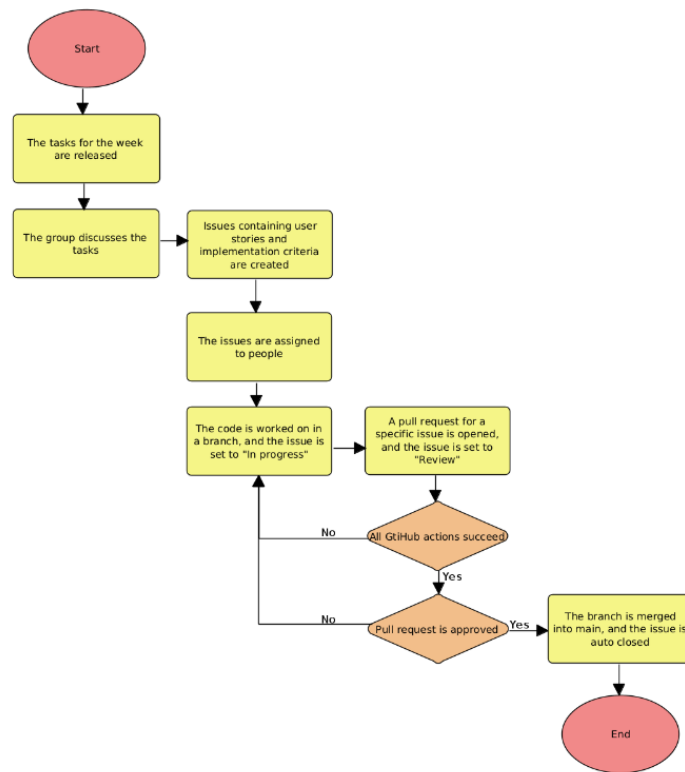 Start
The tasks for the week
are released
The group discusses the
tasks
Issues containing user
stories and
implementation criteria
are created
The issues are assigned
to people
The code is worked on in
a branch, and the issue is
set to "In progress"
A pull request for a
specific issue is opened,
and the issue is set to
"Review"
No
All GtiHub actions succeed
Yes
No
Pull request is approved
Yes
The branch is merged
into main, and the issue is
auto closed
End